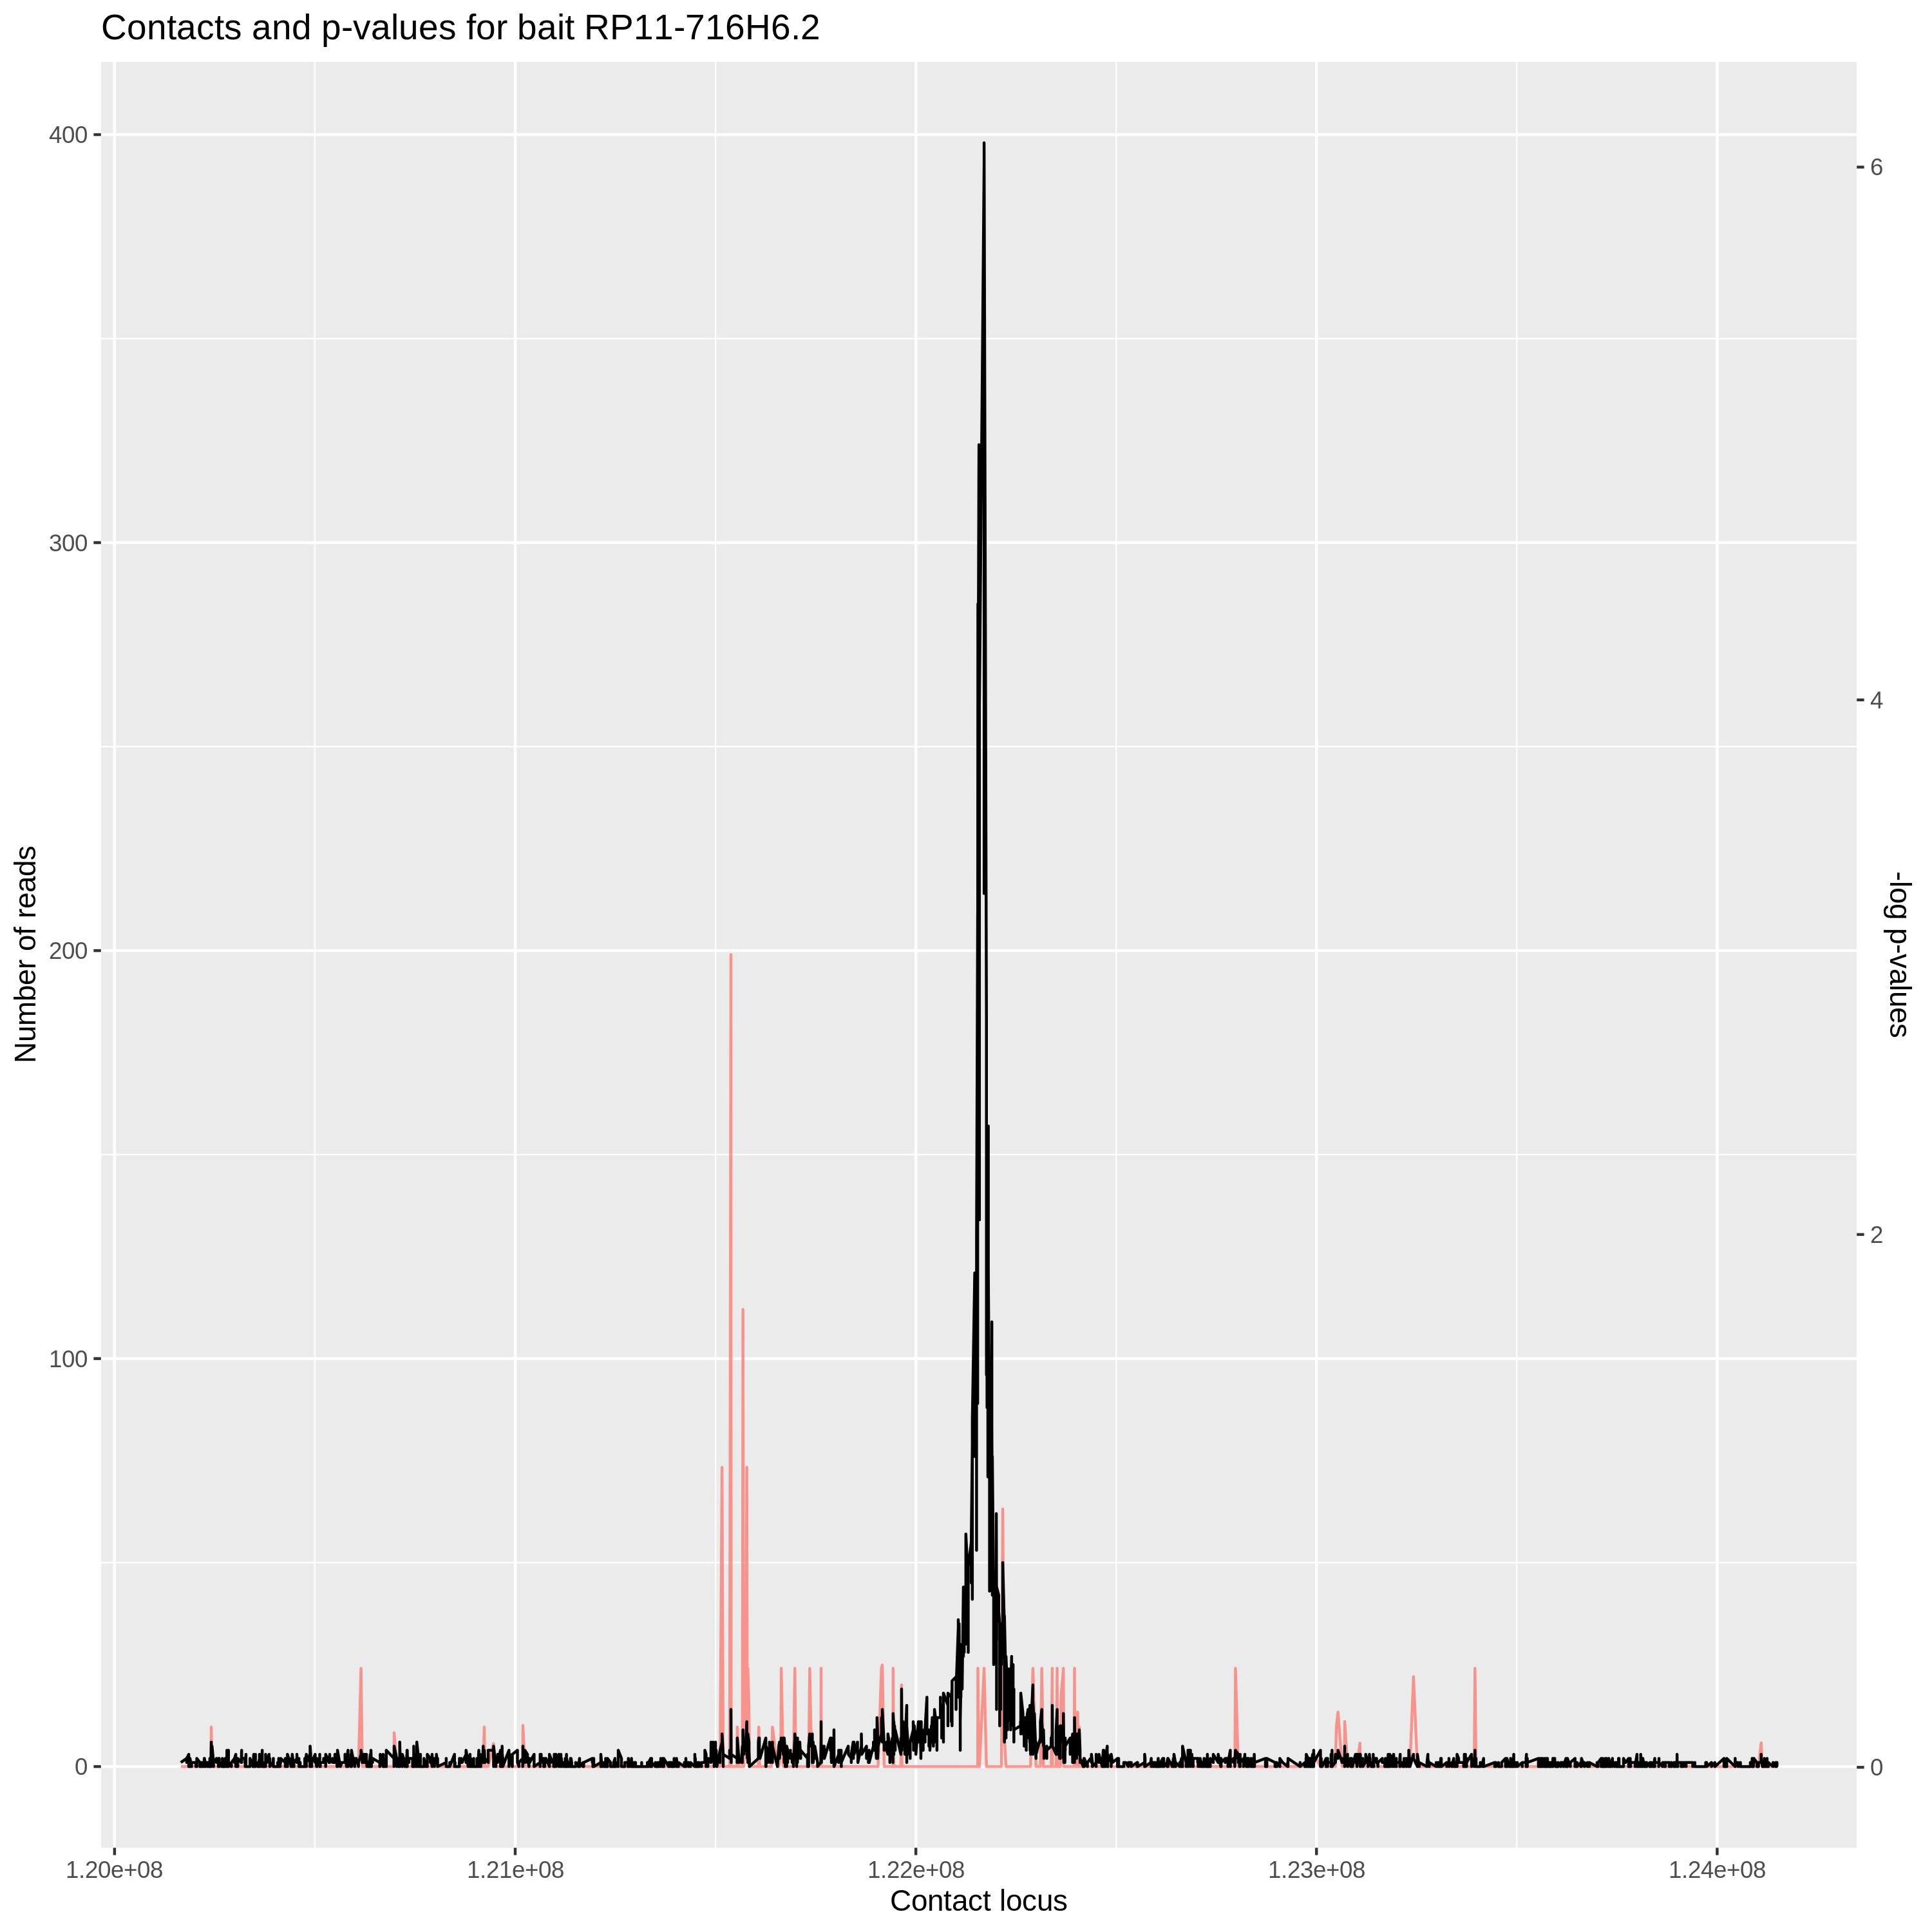 Contacts and p-values for bait RP11-716H6.2
400
300
200
100
0
Number of reads
6
4
2
0
-log p-values
1.20e+08
1.21e+08
1.22e+08
1.23e+08
1.24e+08
Contact locus